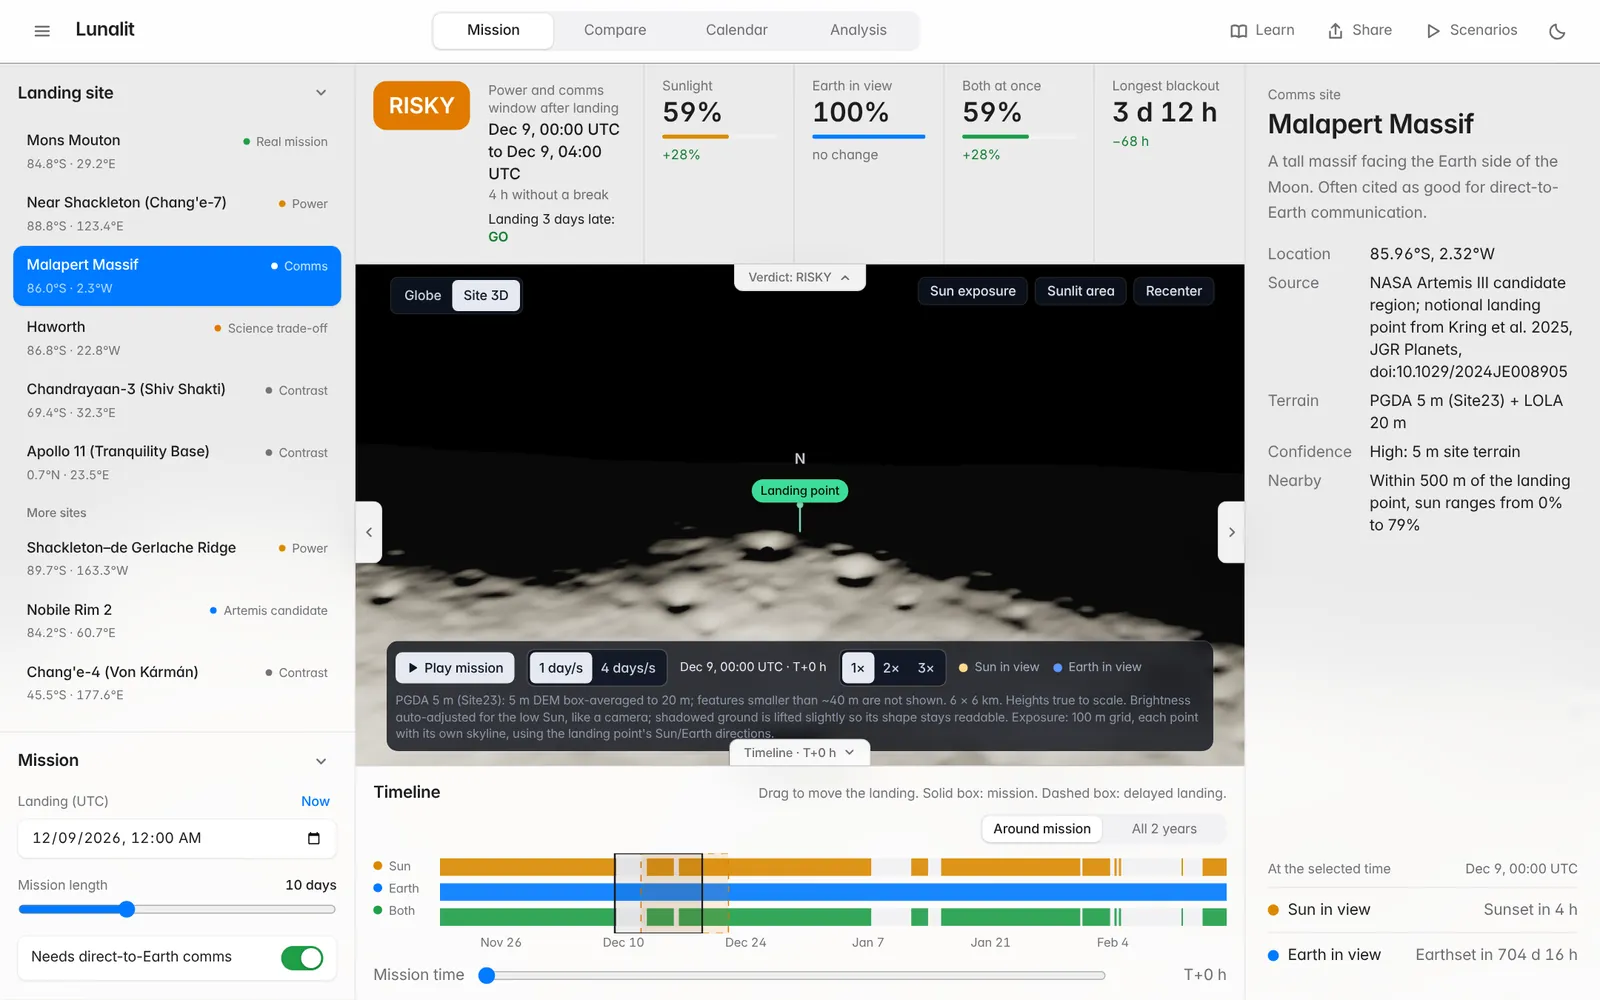 Lunalit
Mission
Compare
Calendar
Analysis
Learn
Share
Scenarios
Landing site
Mons Mouton
Real mission
84.8°S · 29.2°E
Near Shackleton (Chang'e-7)
Power
88.8°S · 123.4°E
Malapert Massif
Comms
86.0°S · 2.3°W
Haworth
Science trade-off
86.8°S · 22.8°W
Chandrayaan-3 (Shiv Shakti)
Contrast
69.4°S · 32.3°E
Apollo 11 (Tranquility Base)
Contrast
0.7°N · 23.5°E
More sites
Shackleton–de Gerlache Ridge
Power
89.7°S · 163.3°W
Nobile Rim 2
Artemis candidate
84.2°S · 60.7°E
Chang'e-4 (Von Kármán)
Contrast
45.5°S · 177.6°E
Mission
Landing (UTC)
Now
12/09/2026, 12:00 AM
Mission length
10 days
Needs direct-to-Earth comms
RISKY
Power and comms
window after landing
Dec 9, 00:00 UTC
to Dec 9, 04:00
UTC
4 h without a break
Landing 3 days late:
GO
Sunlight
59%
+28%
Earth in view
100%
no change
Both at once
59%
+28%
Longest blackout
3 d 12 h
−68 h
Verdict: RISKY
Globe
Site 3D
Sun exposure
Sunlit area
Recenter
N
Landing point
Play mission
1 day/s
4 days/s
Dec 9, 00:00 UTC · T+0 h
1×
2×
3×
Sun in view
Earth in view
PGDA 5 m (Site23): 5 m DEM box-averaged to 20 m; features smaller than ~40 m are not shown. 6 × 6 km. Heights true to scale. Brightness
auto-adjusted for the low Sun, like a camera; shadowed ground is lifted slightly so its shape stays readable. Exposure: 100 m grid, each point
with its own skyline, using the landing point's Sun/Earth directions.
Timeline · T+0 h
Timeline
Drag to move the landing. Solid box: mission. Dashed box: delayed landing.
Around mission
All 2 years
Sun
Earth
Both
Nov 26
Dec 10
Dec 24
Jan 7
Jan 21
Feb 4
Mission time
T+0 h
Comms site
Malapert Massif
A tall massif facing the Earth side of the
Moon. Often cited as good for direct-to-
Earth communication.
Location
85.96°S, 2.32°W
Source
NASA Artemis III candidate
region; notional landing
point from Kring et al. 2025,
JGR Planets,
doi:10.1029/2024JE008905
Terrain
PGDA 5 m (Site23) + LOLA
20 m
Confidence
High: 5 m site terrain
Nearby
Within 500 m of the landing
point, sun ranges from 0%
to 79%
At the selected time
Dec 9, 00:00 UTC
Sun in view
Sunset in 4 h
Earth in view
Earthset in 704 d 16 h